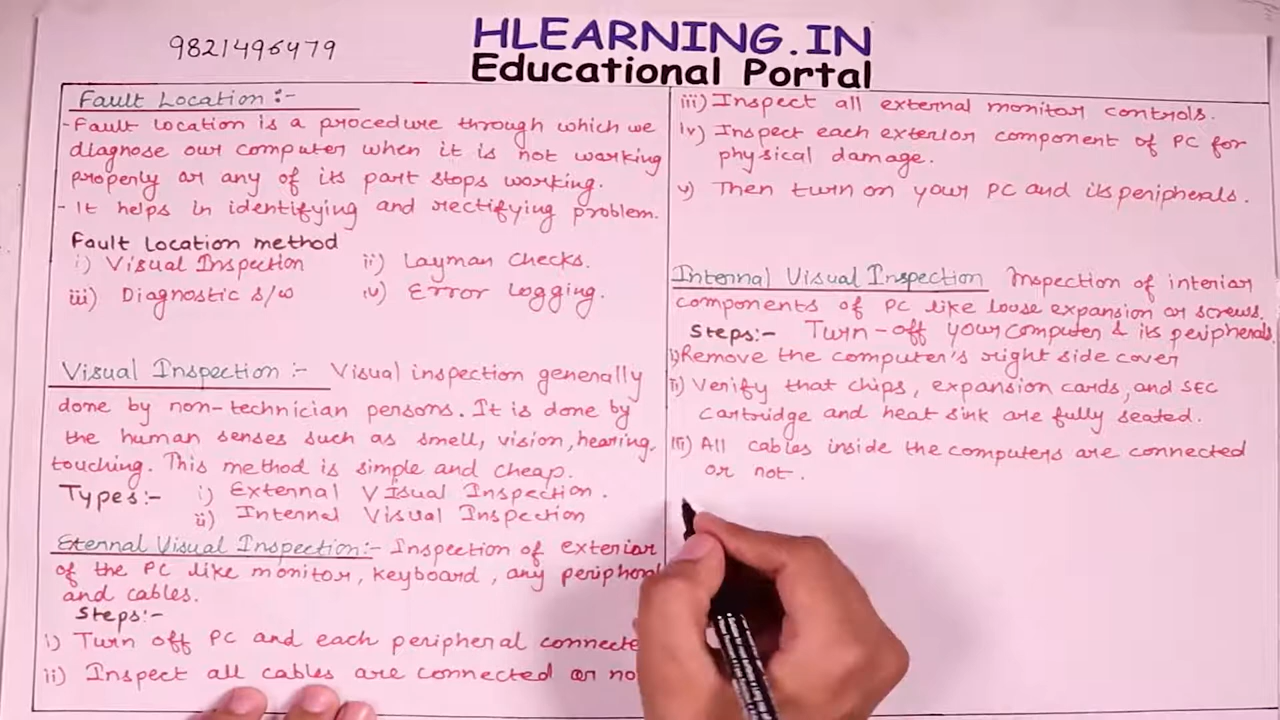 9821496479
HLEARNING.IN
Educational Portal
Fault Location :-
- Fault Location is a procedure through which we
diagnose our computer when it is not working
properly or any of its part stops working.
- It helps in identifying and rectifying problem.
Fault Location method
i) Visual Inspection ii) Layman Checks.
iii) Diagnostic s/w iv) Error Logging.
Visual Inspection :- Visual inspection generally
done by non-technician persons. It is done by
the human senses such as smell, vision, hearing.
touching. This method is simple and cheap.
Types:- i) External Visual Inspection.
ii) Internal Visual Inspection
Eternal Visual Inspection:- Inspection of exterior
of the PC like monitor, keyboard, any peripheral
and cables.
Steps:-
i) Turn off PC and each peripheral connecte
ii) Inspect all cables are connected or no
iii) Inspect all external monitor controls.
iv) Inspect each exterior component of PC for
physical damage.
v) Then turn on your PC and its peripherals.
Internal Visual Inspection Inspection of interior
components of PC like louse expansion or screws.
Steps:- Turn-off your computer & its peripherals.
i) Remove the computer's right side cover
ii) Verify that chips, expansion cards, and SEC
Cartridge and heat sink are fully seated.
iii) All cables inside the computers are connected
or not.